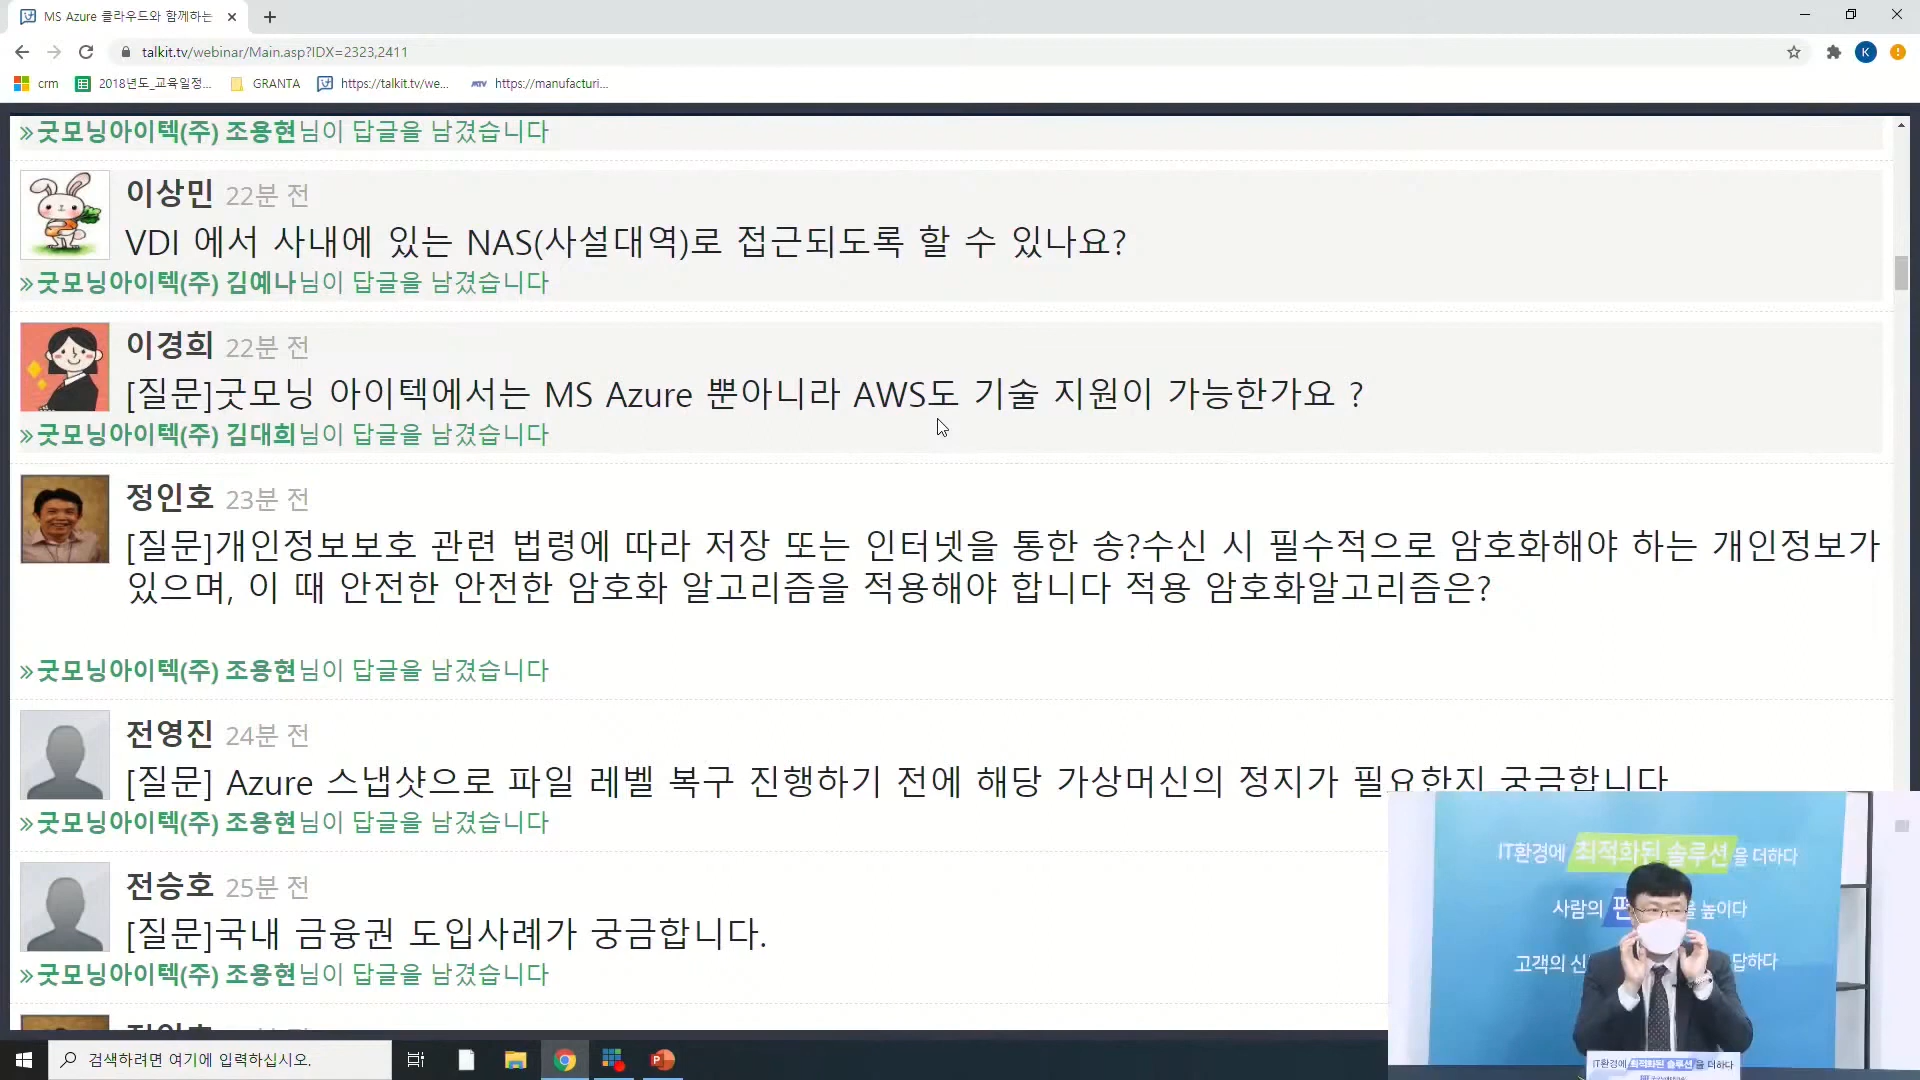 MS Azure 클라우드와 함께하는
talkit.tv/webinar/Main.asp?IDX=2323,2411
K
crm
2018년도_교육일정...
GRANTA
https://talkit.tv/we...
https://manufacturi...
»굿모닝아이텍(주) 조용현님이 답글을 남겼습니다
이상민 22분 전
VDI 에서 사내에 있는 NAS(사설대역)로 접근되도록 할 수 있나요?
»굿모닝아이텍(주) 김예나님이 답글을 남겼습니다
이경희 22분 전
[질문]굿모닝 아이텍에서는 MS Azure 뿐아니라 AWS도 기술 지원이 가능한가요 ?
»굿모닝아이텍(주) 김대희님이 답글을 남겼습니다
정인호 23분 전
[질문]개인정보보호 관련 법령에 따라 저장 또는 인터넷을 통한 송?수신 시 필수적으로 암호화해야 하는 개인정보가
있으며, 이 때 안전한 안전한 암호화 알고리즘을 적용해야 합니다 적용 암호화알고리즘은?
»굿모닝아이텍(주) 조용현님이 답글을 남겼습니다
전영진 24분 전
[질문] Azure 스냅샷으로 파일 레벨 복구 진행하기 전에 해당 가상머신의 정지가 필요한지 궁금합니다
»굿모닝아이텍(주) 조용현님이 답글을 남겼습니다
전승호 25분 전
[질문]국내 금융권 도입사례가 궁금합니다.
»굿모닝아이텍(주) 조용현님이 답글을 남겼습니다
IT환경에 최적화된 솔루션을 더하다
사람의 편 을 높이다
고객의 신 답하다
IT환경에 최적화된 솔루션을 더하다
검색하려면 여기에 입력하십시오.